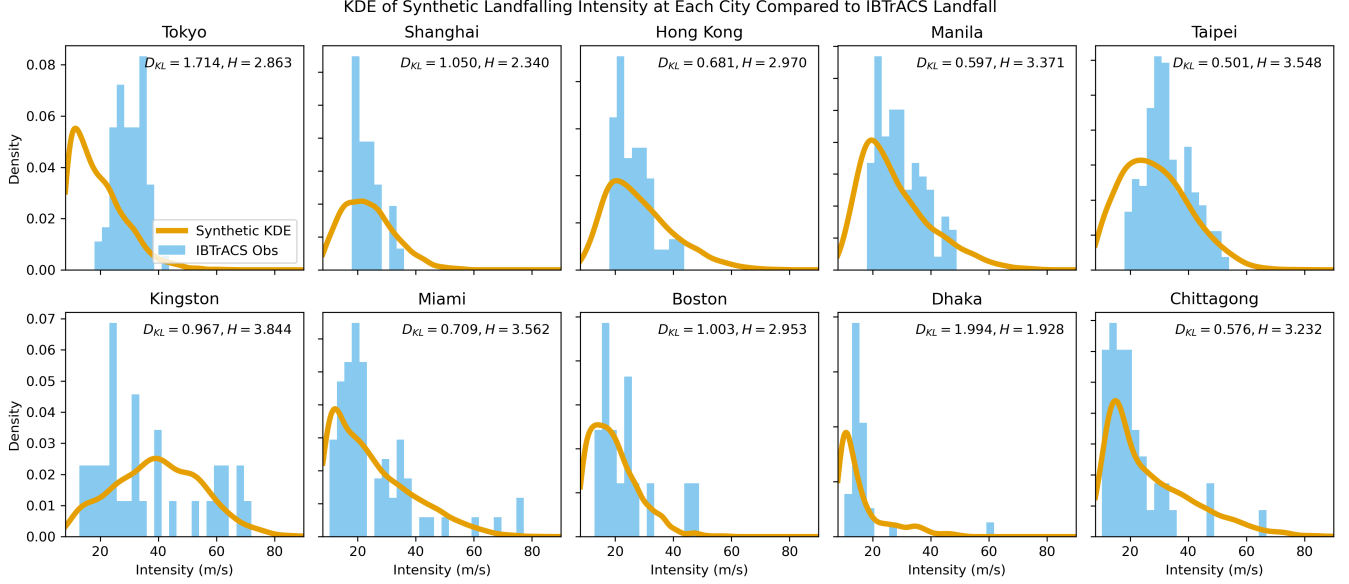 KDE of Synthetic Landfalling Intensity at Each City Compared to IBTrACS Landfall
Tokyo
Shanghai
Hong Kong
Manila
Taipei
D_KL = 1.714, H = 2.863
D_KL = 1.050, H = 2.340
D_KL = 0.681, H = 2.970
D_KL = 0.597, H = 3.371
D_KL = 0.501, H = 3.548
Density
0.08
0.06
0.04
0.02
0.00
Synthetic KDE
IBTrACS Obs
Kingston
Miami
Boston
Dhaka
Chittagong
D_KL = 0.967, H = 3.844
D_KL = 0.709, H = 3.562
D_KL = 1.003, H = 2.953
D_KL = 1.994, H = 1.928
D_KL = 0.576, H = 3.232
Density
0.07
0.06
0.05
0.04
0.03
0.02
0.01
0.00
20 40 60 80
20 40 60 80
20 40 60 80
20 40 60 80
20 40 60 80
Intensity (m/s)
Intensity (m/s)
Intensity (m/s)
Intensity (m/s)
Intensity (m/s)